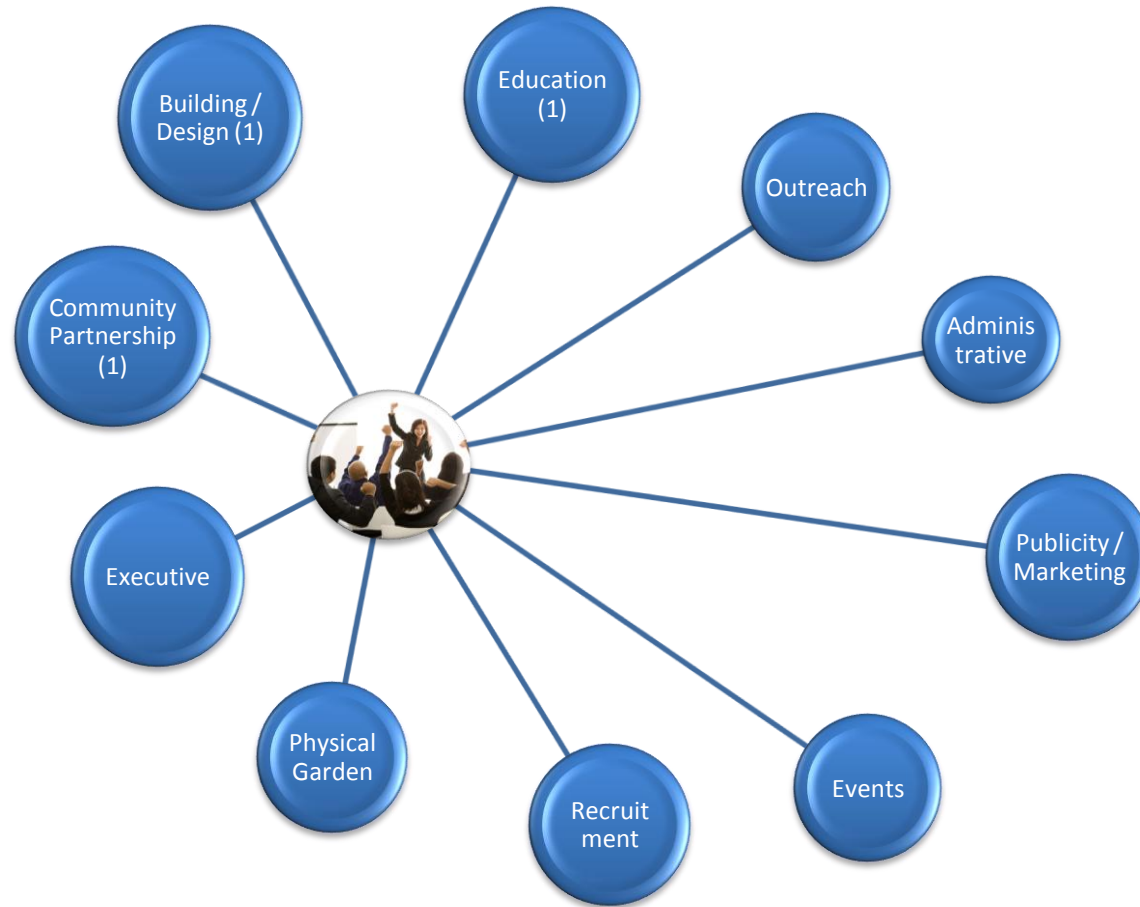 Building /
Design (1)
Education
(1)
Outreach
Community
Partnership
(1)
Adminis
trative
Executive
Publicity /
Marketing
Physical
Garden
Recruit
ment
Events